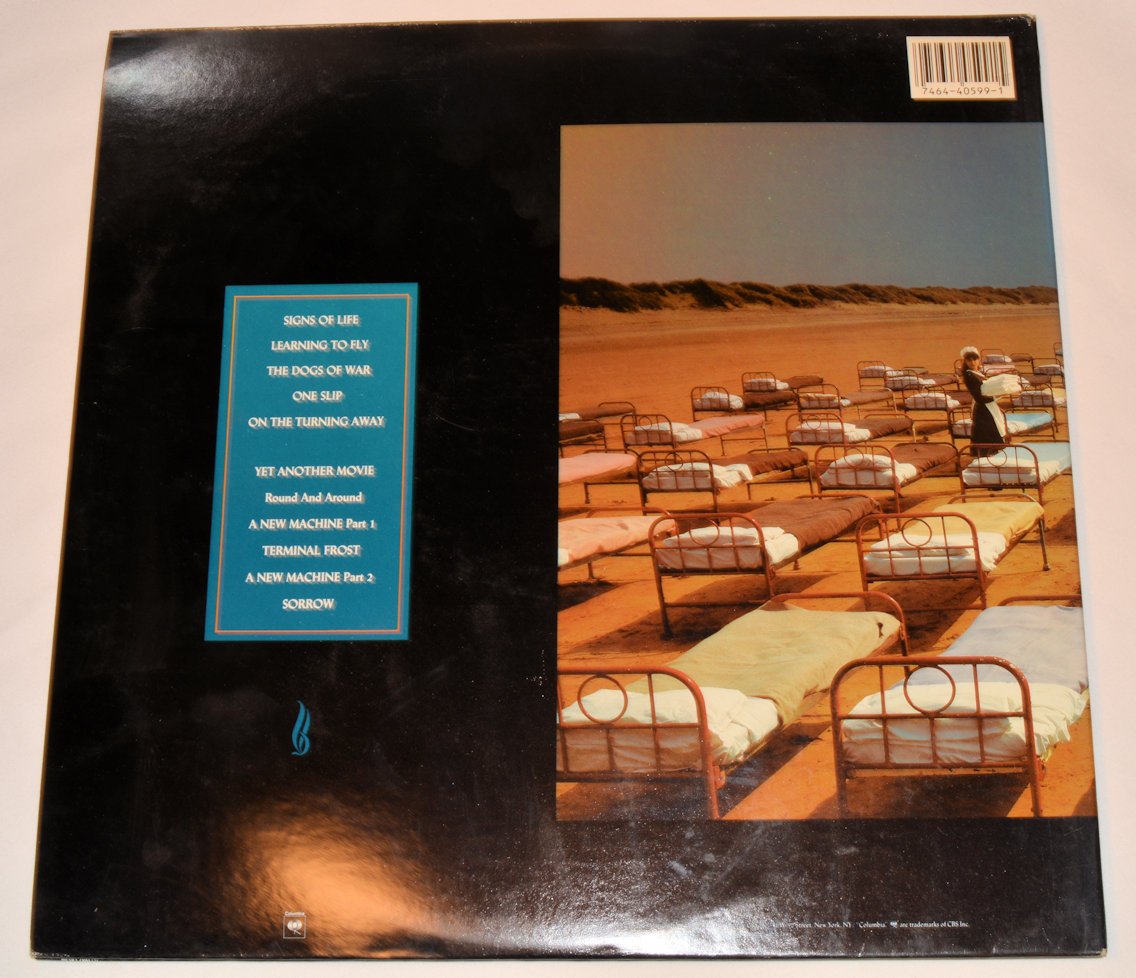 7464-40599-1
SIGNS OF LIFE
LEARNING TO FLY
THE DOGS OF WAR
ONE SLIP
ON THE TURNING AWAY
YET ANOTHER MOVIE
Round And Around
A NEW MACHINE Part 1
TERMINAL FROST
A NEW MACHINE Part 2
SORROW
Columbia
Street, New York, NY. "Columbia," are trademarks of CBS Inc.